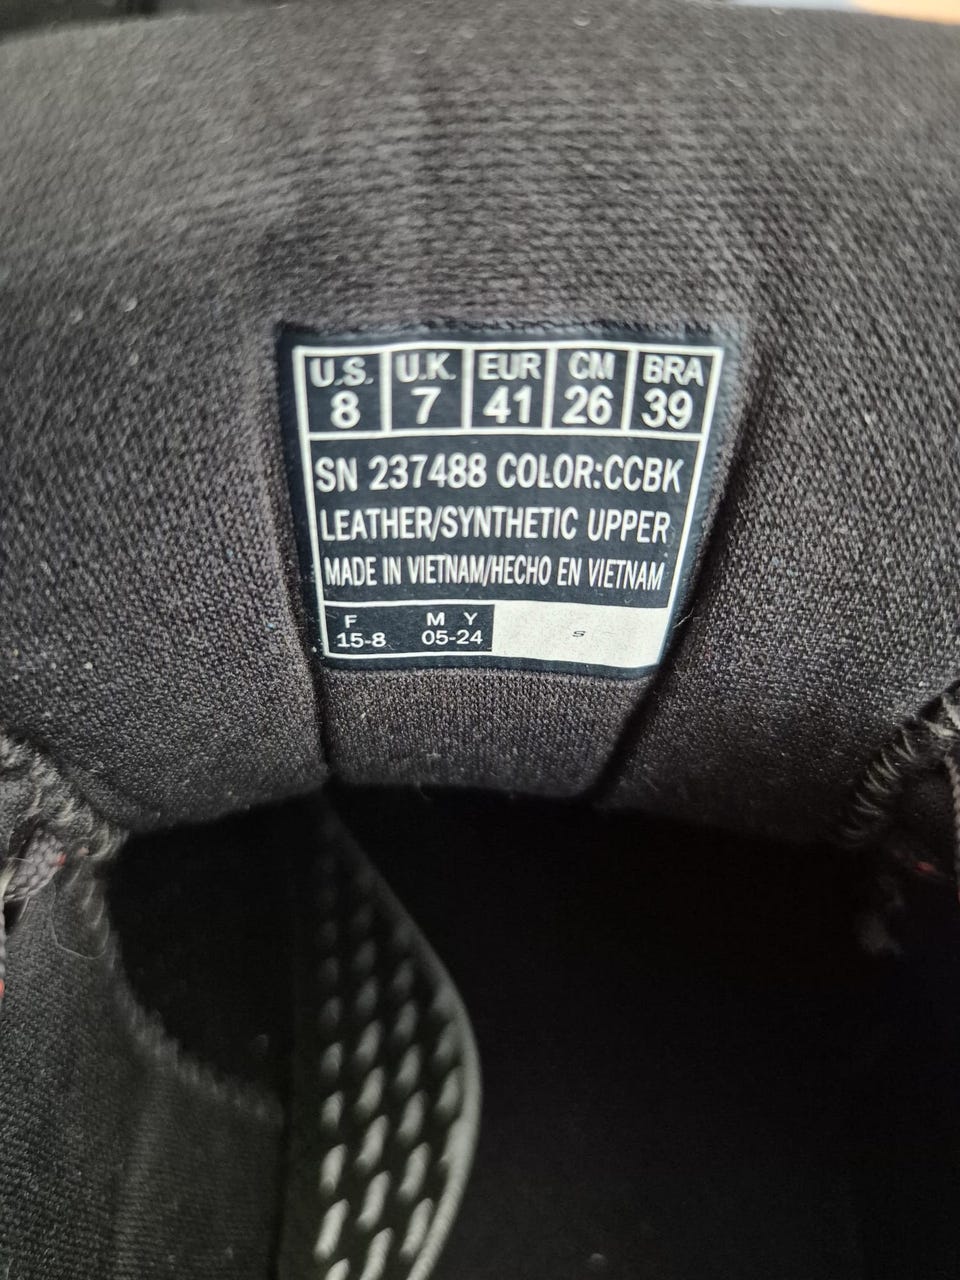 U.S. U.K. EUR CM BRA
8 7 41 26 39
SN 237488 COLOR:CCBK
LEATHER/SYNTHETIC UPPER
MADE IN VIETNAM/HECHO EN VIETNAM
F M Y
15-8 05-24
S